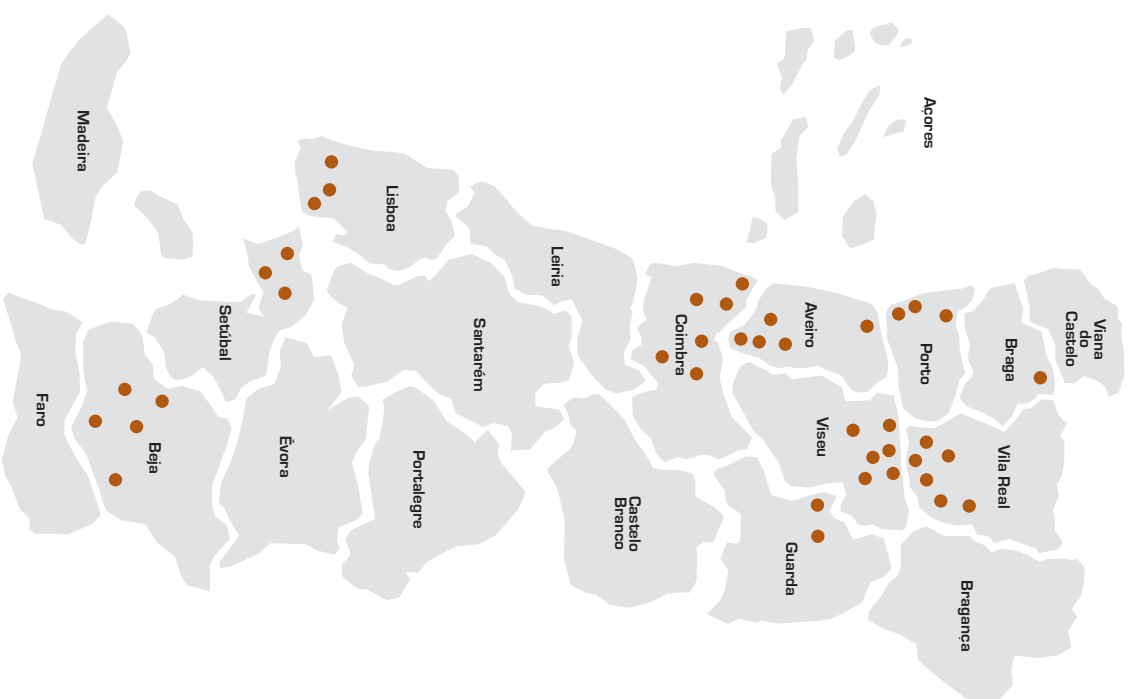 Viana
do
Castelo
Braga
Vila Real
Bragança
Porto
Açores
Aveiro
Viseu
Guarda
Coimbra
Castelo
Branco
Leiria
Santarém
Portalegre
Lisboa
Évora
Setúbal
Beja
Faro
Madeira